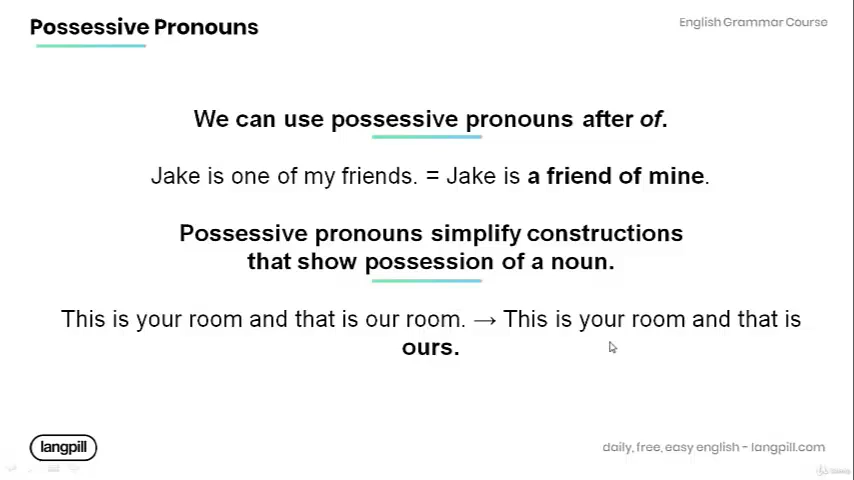 Possessive Pronouns
English Grammar Course
We can use possessive pronouns after of.
Jake is one of my friends. = Jake is a friend of mine.
Possessive pronouns simplify constructions
that show possession of a noun.
This is your room and that is our room. → This is your room and that is
ours.
langpill
daily, free, easy english - langpill.com